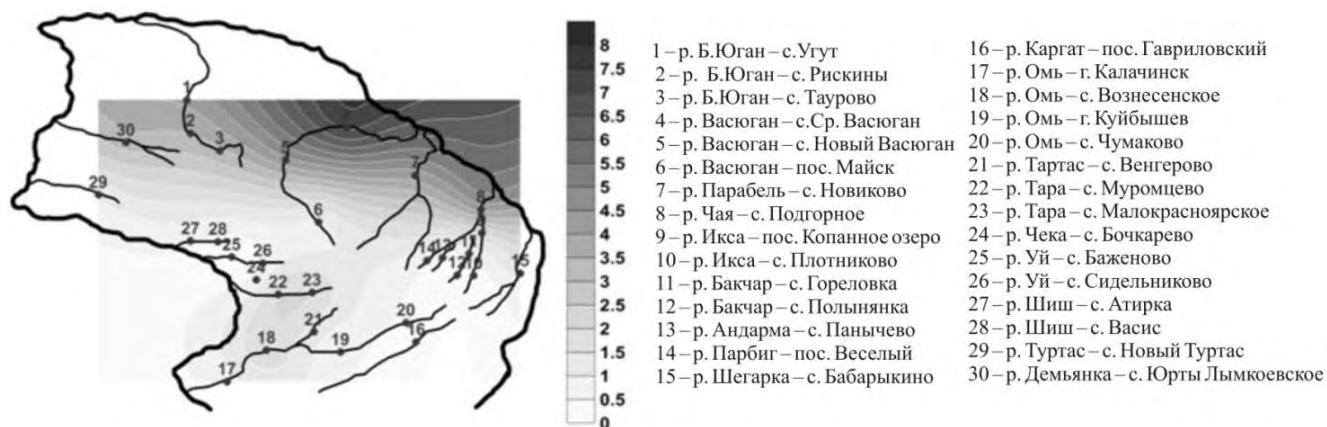 1
2
3
5
6
7
8
11
13
14
12
10
15
30
29
27
28
25
26
24
22
23
21
20
16
18
19
17
8
7.5
7
6.5
6
5.5
5
4.5
4
3.5
3
2.5
2
1.5
1
0.5
0
1–р. Б.Юган–с.Угут
2–р. Б.Юган–с. Рискины
3–р. Б.Юган–с. Таурово
4–р. Васюган–с.Ср. Васюган
5–р. Васюган–с. Новый Васюган
6–р. Васюган–пос. Майск
7–р. Парабель–с. Новиково
8–р. Чая–с. Подгорное
9–р. Икса–пос. Копанное озеро
10–р. Икса–с. Плотниково
11–р. Бакчар–с. Гореловка
12–р. Бакчар–с. Полынянка
13–р. Андарма–с. Панычево
14–р. Парбиг–пос. Веселый
15–р. Шегарка–с. Бабарыкино
16–р. Каргат–пос. Гавриловский
17–р. Омь–г. Калачинск
18–р. Омь–с. Вознесенское
19–р. Омь–г. Куйбышев
20–р. Омь–с. Чумаково
21–р. Тартас–с. Венгерово
22–р. Тара–с. Муромцево
23–р. Тара–с. Малокрасноярское
24–р. Чека–с. Бочкарево
25–р. Уй–с. Баженово
26–р. Уй–с. Сидельниково
27–р. Шиш–с. Атирка
28–р. Шиш–с. Васис
29–р. Туртас–с. Новый Туртас
30–р. Демьянка–с. Юрты Лымкоевское